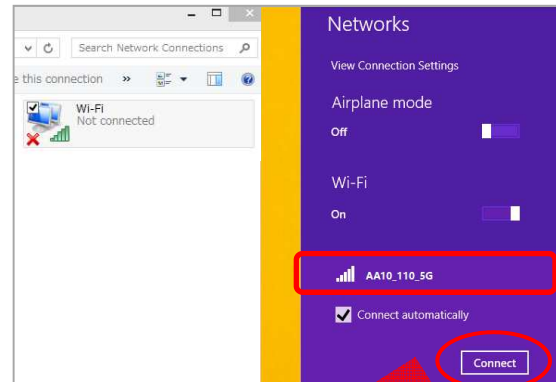 Search Network Connections
e this connection »
Wi-Fi
Not connected
Networks
View Connection Settings
Airplane mode
Off
Wi-Fi
On
AA10_110_5G
Connect automatically
Connect